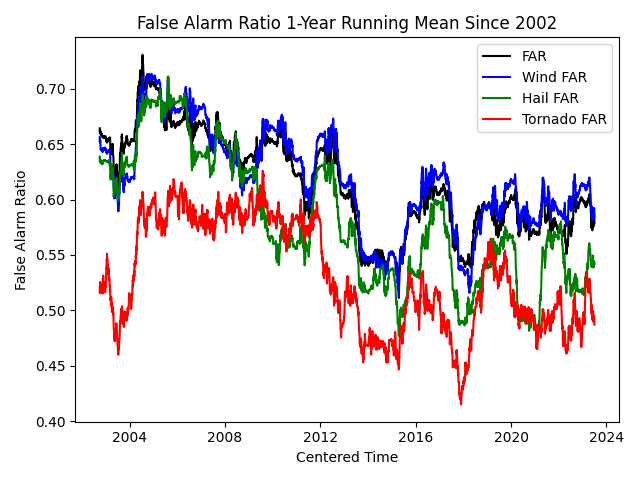 False Alarm Ratio 1-Year Running Mean Since 2002
FAR
Wind FAR
Hail FAR
Tornado FAR
False Alarm Ratio
0.70
0.65
0.60
0.55
0.50
0.45
0.40
2004
2008
2012
2016
2020
2024
Centered Time